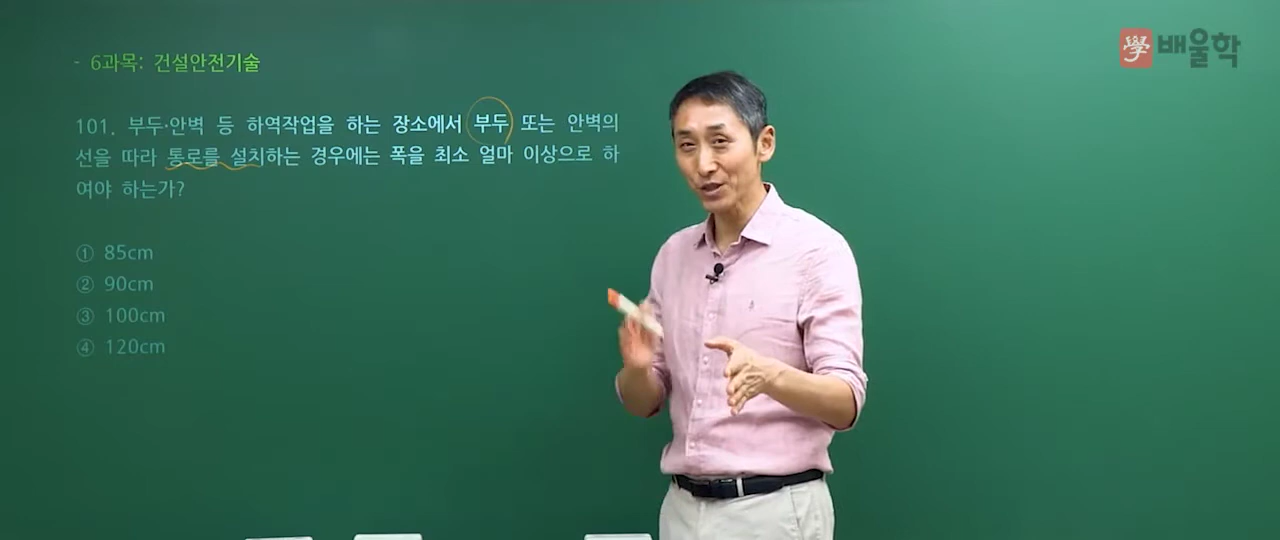 學 배울학
- 6과목: 건설안전기술
101. 부두·안벽 등 하역작업을 하는 장소에서 부두 또는 안벽의
선을 따라 통로를 설치하는 경우에는 폭을 최소 얼마 이상으로 하
여야 하는가?
① 85cm
② 90cm
③ 100cm
④ 120cm